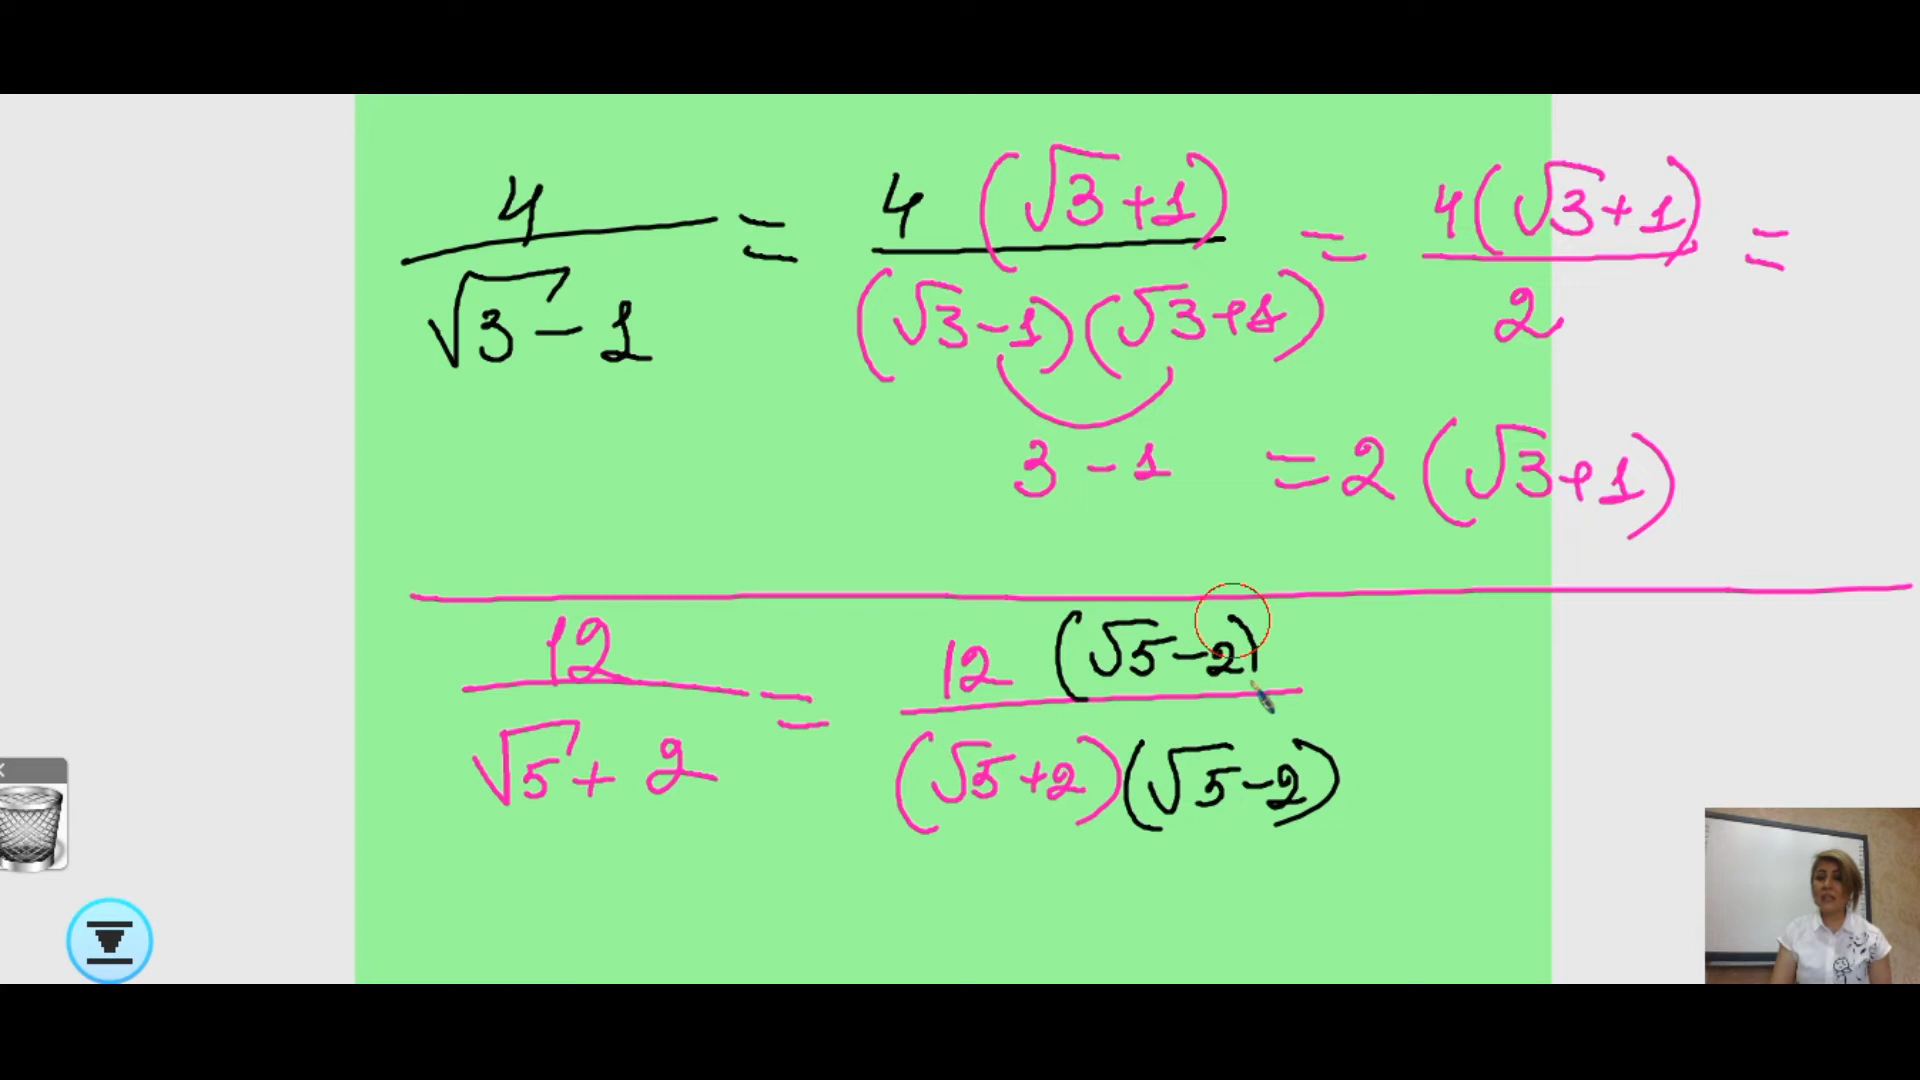 4/(√3 - 1) = 4 (√3 + 1)/((√3 - 1)(√3 + 1)) = 4(√3 + 1)/2 =
3 - 1 = 2 (√3 + 1)
12/(√5 + 2) = 12 (√5 - 2)/((√5 + 2)(√5 - 2))